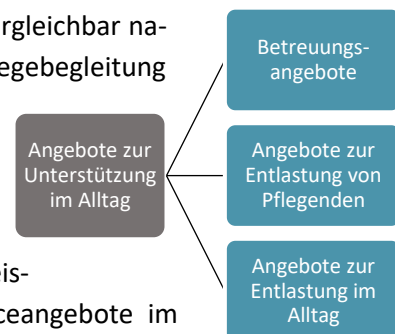 rgleichbar na-
egebegleitung
Betreuungs-
angebote
Angebote zur
Unterstützung
im Alltag
Angebote zur
Entlastung von
Pflegenden
eis-
ceangebote im
Angebote zur
Entlastung im
Alltag